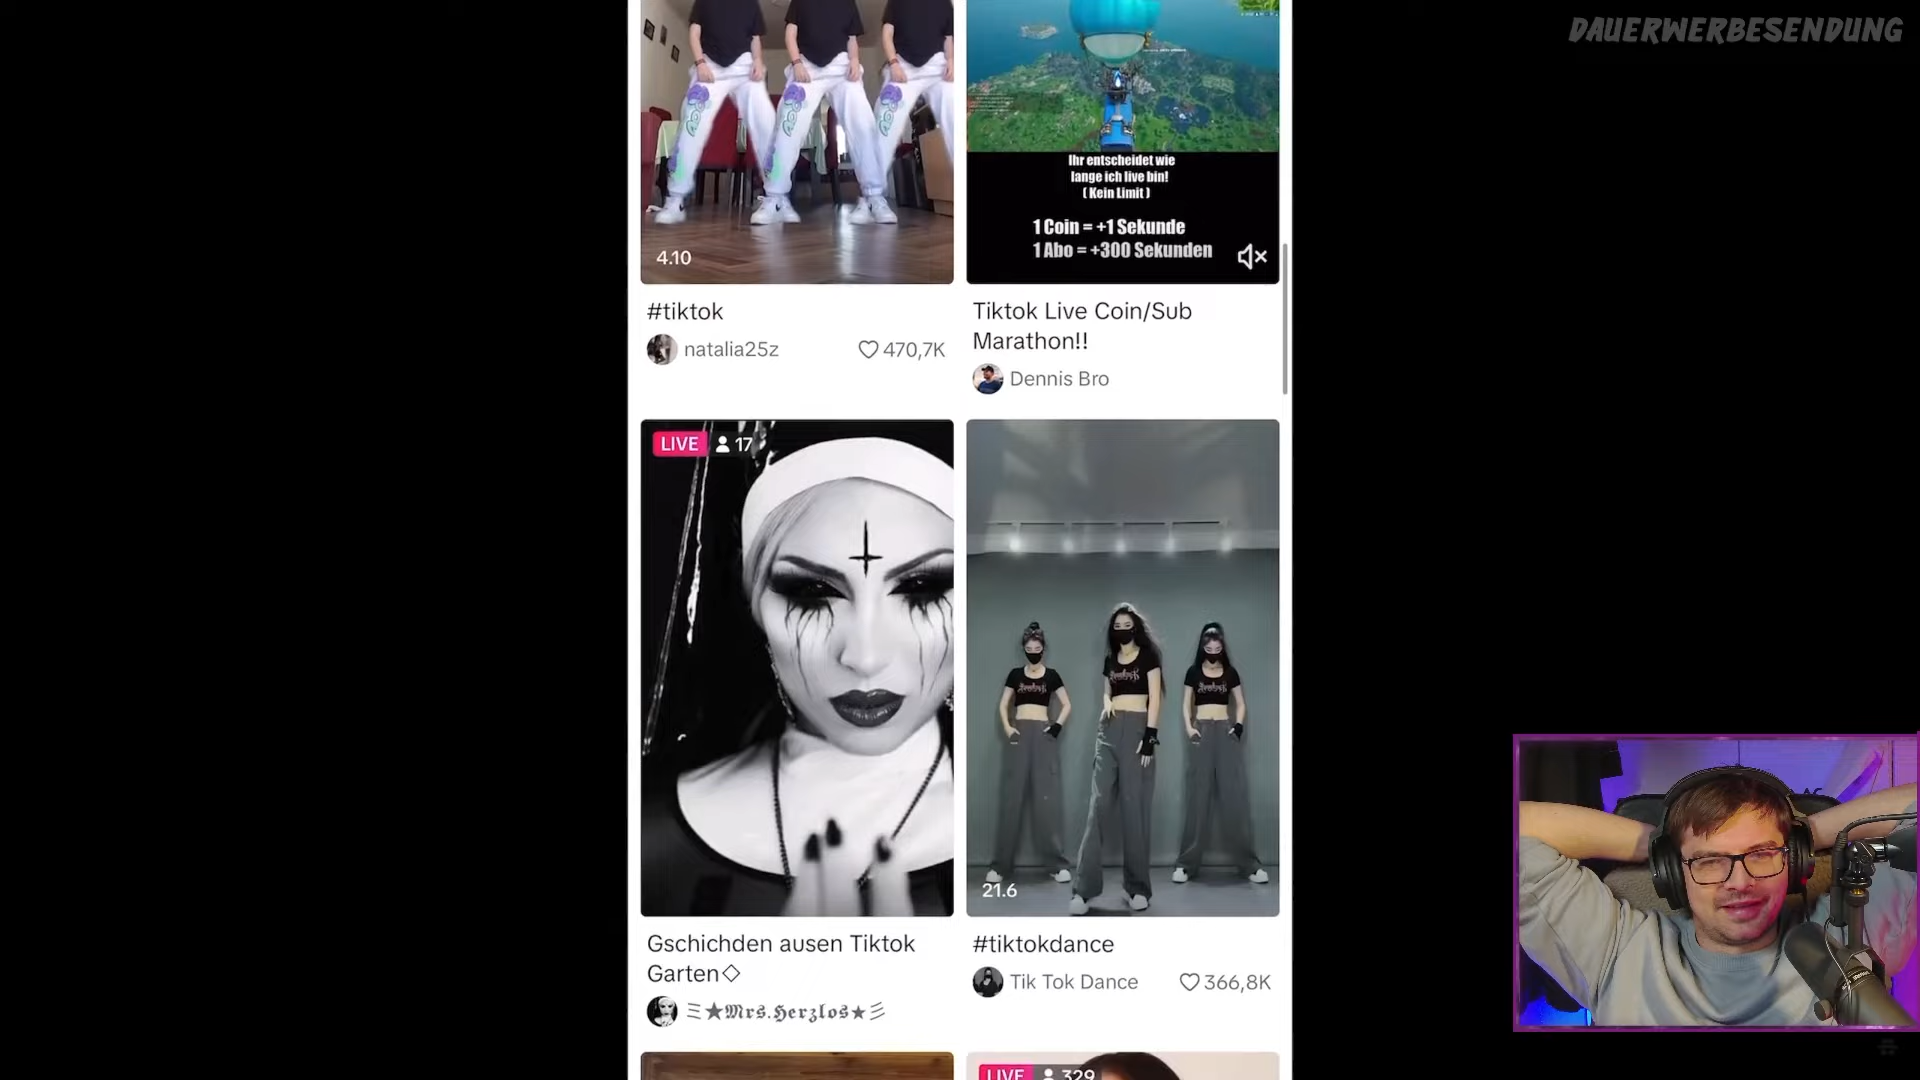 DAUERWERBESENDUNG
Ihr entscheidet wie
lange ich live bin!
( Kein Limit )
1 Coin = +1 Sekunde
1 Abo = +300 Sekunden
4.10
#tiktok
natalia25z
470,7K
Tiktok Live Coin/Sub
Marathon!!
Dennis Bro
LIVE 17
21.6
Gschichden ausen Tiktok
Garten◇
ミ★𝕸𝖗𝖘.𝕳𝖊𝖗𝖟𝖑𝖔𝖘★彡
#tiktokdance
Tik Tok Dance
366,8K
LIVE 329